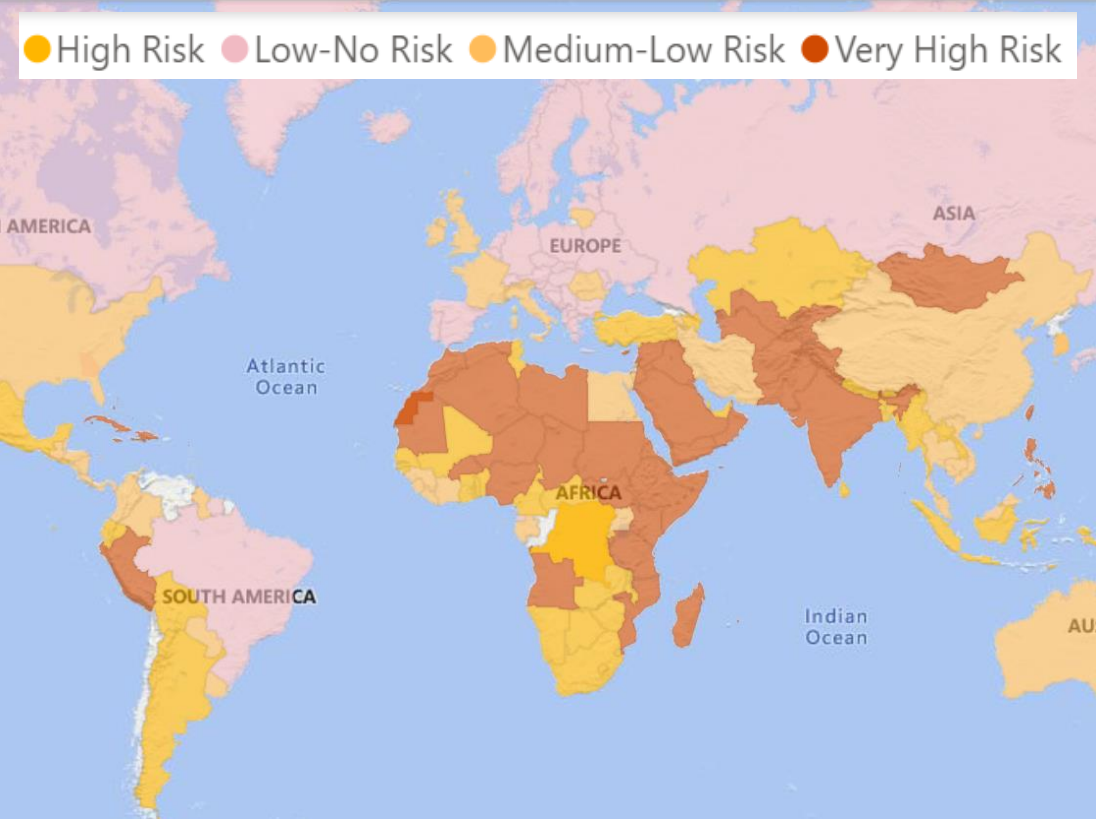 High Risk Low-No Risk Medium-Low Risk Very High Risk
AMERICA
ASIA
EUROPE
Atlantic
Ocean
AFRICA
SOUTH AMERICA
Indian
Ocean
AU